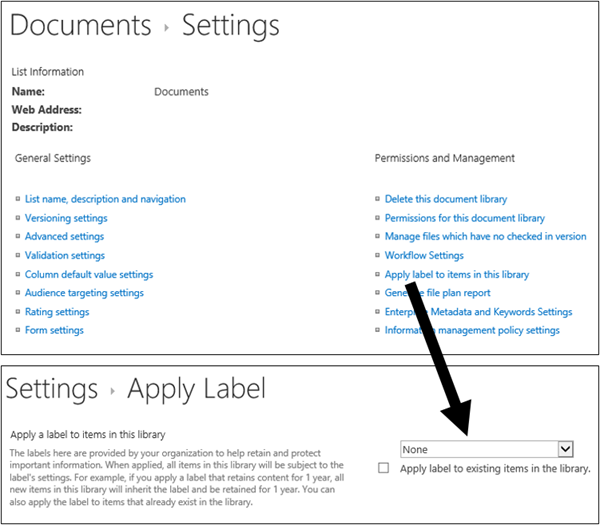 Documents › Settings
List Information
Name: Documents
Web Address:
Description:
General Settings
List name, description and navigation
Versioning settings
Advanced settings
Validation settings
Column default value settings
Audience targeting settings
Rating settings
Form settings
Permissions and Management
Delete this document library
Permissions for this document library
Manage files which have no checked in version
Workflow Settings
Apply label to items in this library
Generate file plan report
Enterprise Metadata and Keywords Settings
Information management policy settings
Settings › Apply Label
Apply a label to items in this library
The labels here are provided by your organization to help retain and protect
important information. When applied, all items in this library will be subject to the
label's settings. For example, if you apply a label that retains content for 1 year, all
new items in this library will inherit the label and be retained for 1 year. You can
also apply the label to items that already exist in the library.
None
Apply label to existing items in the library.